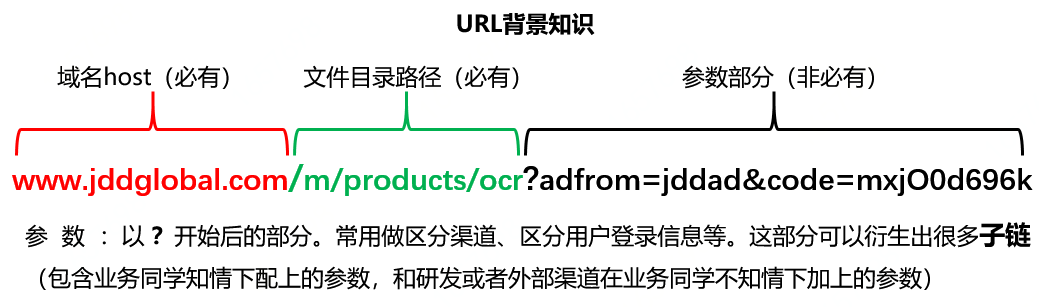 URL背景知识
域名host（必有） 文件目录路径（必有） 参数部分（非必有）
www.jddglobal.com/m/products/ocr?adfrom=jddad&code=mxjO0d696k
参 数 ：以 ? 开始后的部分。常用做区分渠道、区分用户登录信息等。这部分可以衍生出很多子链
（包含业务同学知情下配上的参数，和研发或者外部渠道在业务同学不知情下加上的参数）